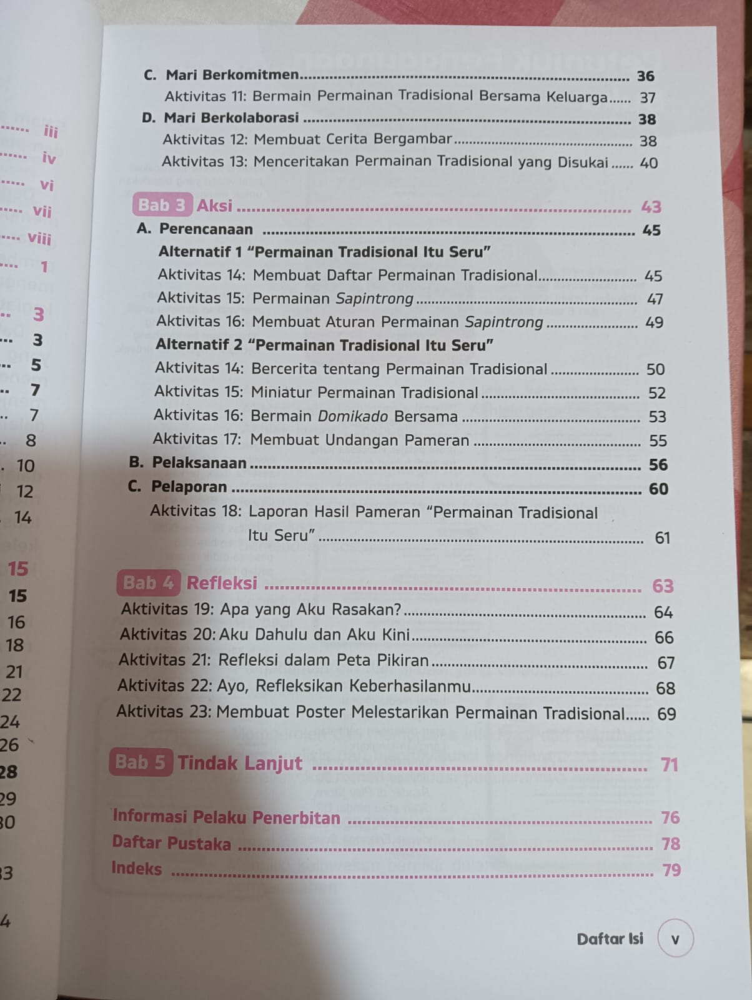 iii
iv
vi
vii
viii
1
3
3
5
7
7
8
10
12
14
15
15
16
18
21
22
24
26
28
29
30
33
4
C. Mari Berkomitmen 36
Aktivitas 11: Bermain Permainan Tradisional Bersama Keluarga 37
D. Mari Berkolaborasi 38
Aktivitas 12: Membuat Cerita Bergambar 38
Aktivitas 13: Menceritakan Permainan Tradisional yang Disukai 40
Bab 3 Aksi 43
A. Perencanaan 45
Alternatif 1 “Permainan Tradisional Itu Seru”
Aktivitas 14: Membuat Daftar Permainan Tradisional 45
Aktivitas 15: Permainan Sapintrong 47
Aktivitas 16: Membuat Aturan Permainan Sapintrong 49
Alternatif 2 “Permainan Tradisional Itu Seru”
Aktivitas 14: Bercerita tentang Permainan Tradisional 50
Aktivitas 15: Miniatur Permainan Tradisional 52
Aktivitas 16: Bermain Domikado Bersama 53
Aktivitas 17: Membuat Undangan Pameran 55
B. Pelaksanaan 56
C. Pelaporan 60
Aktivitas 18: Laporan Hasil Pameran “Permainan Tradisional
Itu Seru” 61
Bab 4 Refleksi 63
Aktivitas 19: Apa yang Aku Rasakan? 64
Aktivitas 20: Aku Dahulu dan Aku Kini 66
Aktivitas 21: Refleksi dalam Peta Pikiran 67
Aktivitas 22: Ayo, Refleksikan Keberhasilanmu 68
Aktivitas 23: Membuat Poster Melestarikan Permainan Tradisional 69
Bab 5 Tindak Lanjut 71
Informasi Pelaku Penerbitan 76
Daftar Pustaka 78
Indeks 79
Daftar Isi v